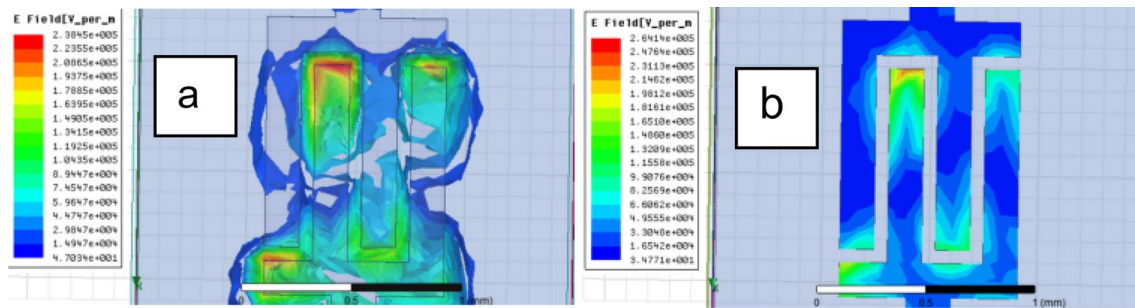 E Field[V_per_m
2.3845e+005
2.2355e+005
2.0865e+005
1.9375e+005
1.7885e+005
1.6395e+005
1.4905e+005
1.3415e+005
1.1925e+005
1.0435e+005
8.9447e+004
7.4547e+004
5.9647e+004
4.4747e+004
2.9847e+004
1.4947e+004
4.7034e+001
a
0
0.5
1 (mm)
E Field[V_per_m
2.6414e+005
2.4764e+005
2.3113e+005
2.1462e+005
1.9812e+005
1.8161e+005
1.6510e+005
1.4860e+005
1.3209e+005
1.1558e+005
9.9076e+004
8.2569e+004
6.6062e+004
4.9555e+004
3.3048e+004
1.6542e+004
3.4771e+001
b
0
0.5
1 (mm)